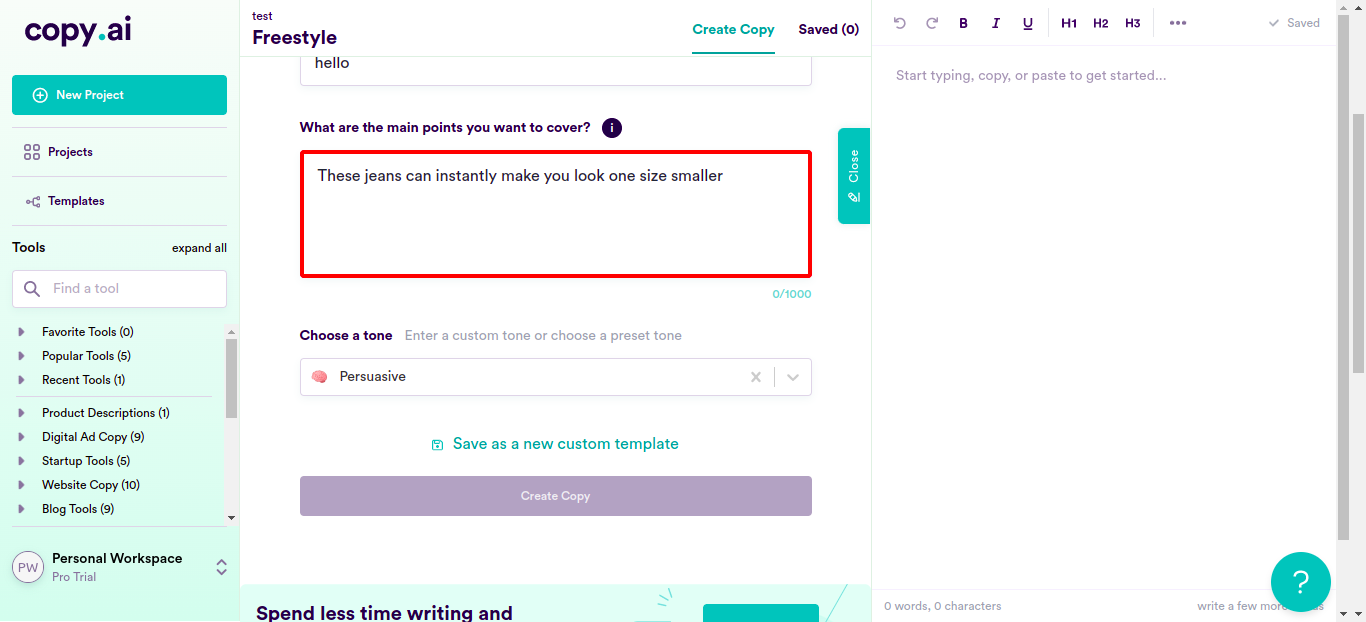 copy.ai
New Project
Projects
Templates
Tools
expand all
Find a tool
Favorite Tools (0)
Popular Tools (5)
Recent Tools (1)
Product Descriptions (1)
Digital Ad Copy (9)
Startup Tools (5)
Website Copy (10)
Blog Tools (9)
PW
Personal Workspace
Pro Trial
test
Freestyle
Create Copy
Saved (0)
hello
What are the main points you want to cover?
i
These jeans can instantly make you look one size smaller
0/1000
Choose a tone Enter a custom tone or choose a preset tone
Persuasive
Save as a new custom template
Create Copy
Spend less time writing and
Close
B I U H1 H2 H3
Saved
Start typing, copy, or paste to get started...
0 words, 0 characters
write a few more
?